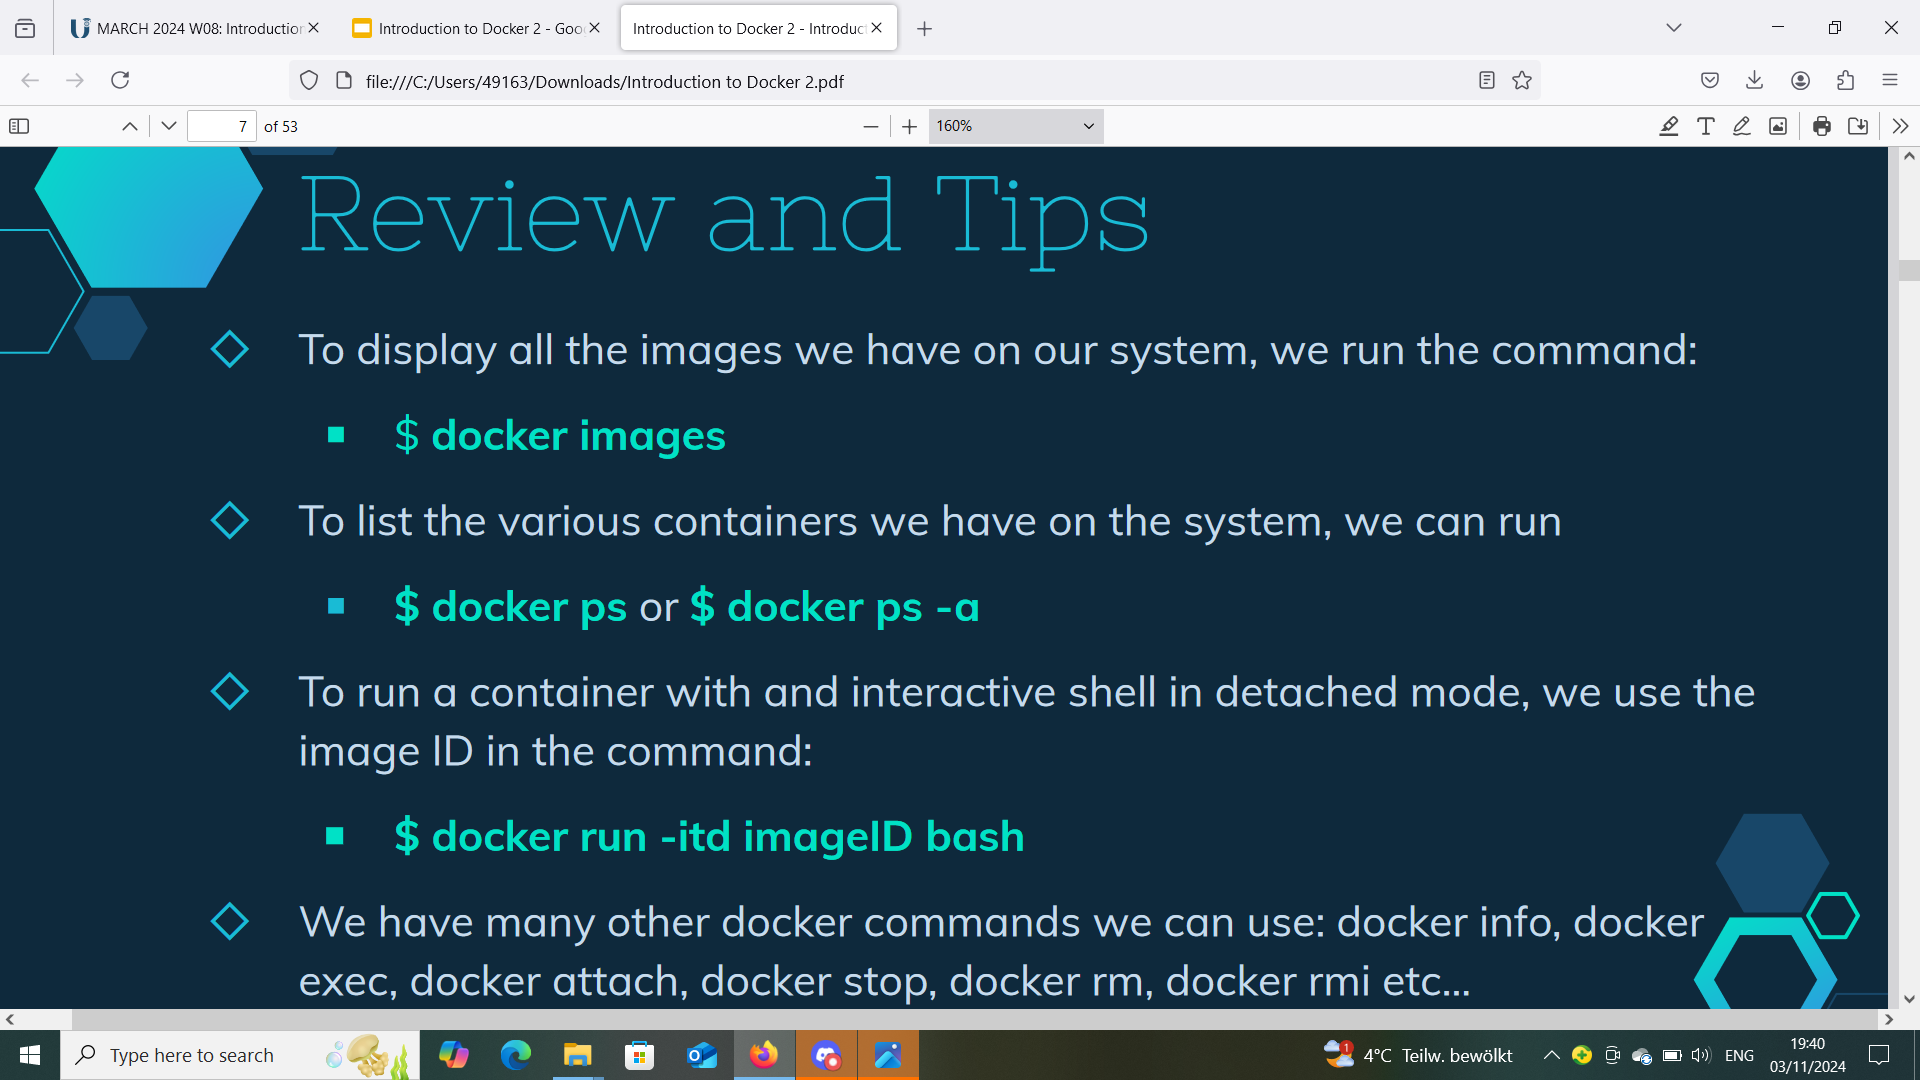 MARCH 2024 W08: Introduction
Introduction to Docker 2 - Goo
Introduction to Docker 2 - Introduc
file:///C:/Users/49163/Downloads/Introduction to Docker 2.pdf
7 of 53
160%
Review and Tips
To display all the images we have on our system, we run the command:
$ docker images
To list the various containers we have on the system, we can run
$ docker ps or $ docker ps -a
To run a container with and interactive shell in detached mode, we use the
image ID in the command:
$ docker run -itd imageID bash
We have many other docker commands we can use: docker info, docker
exec, docker attach, docker stop, docker rm, docker rmi etc...
Type here to search
1
4°C Teilw. bewölkt
ENG
19:40
03/11/2024